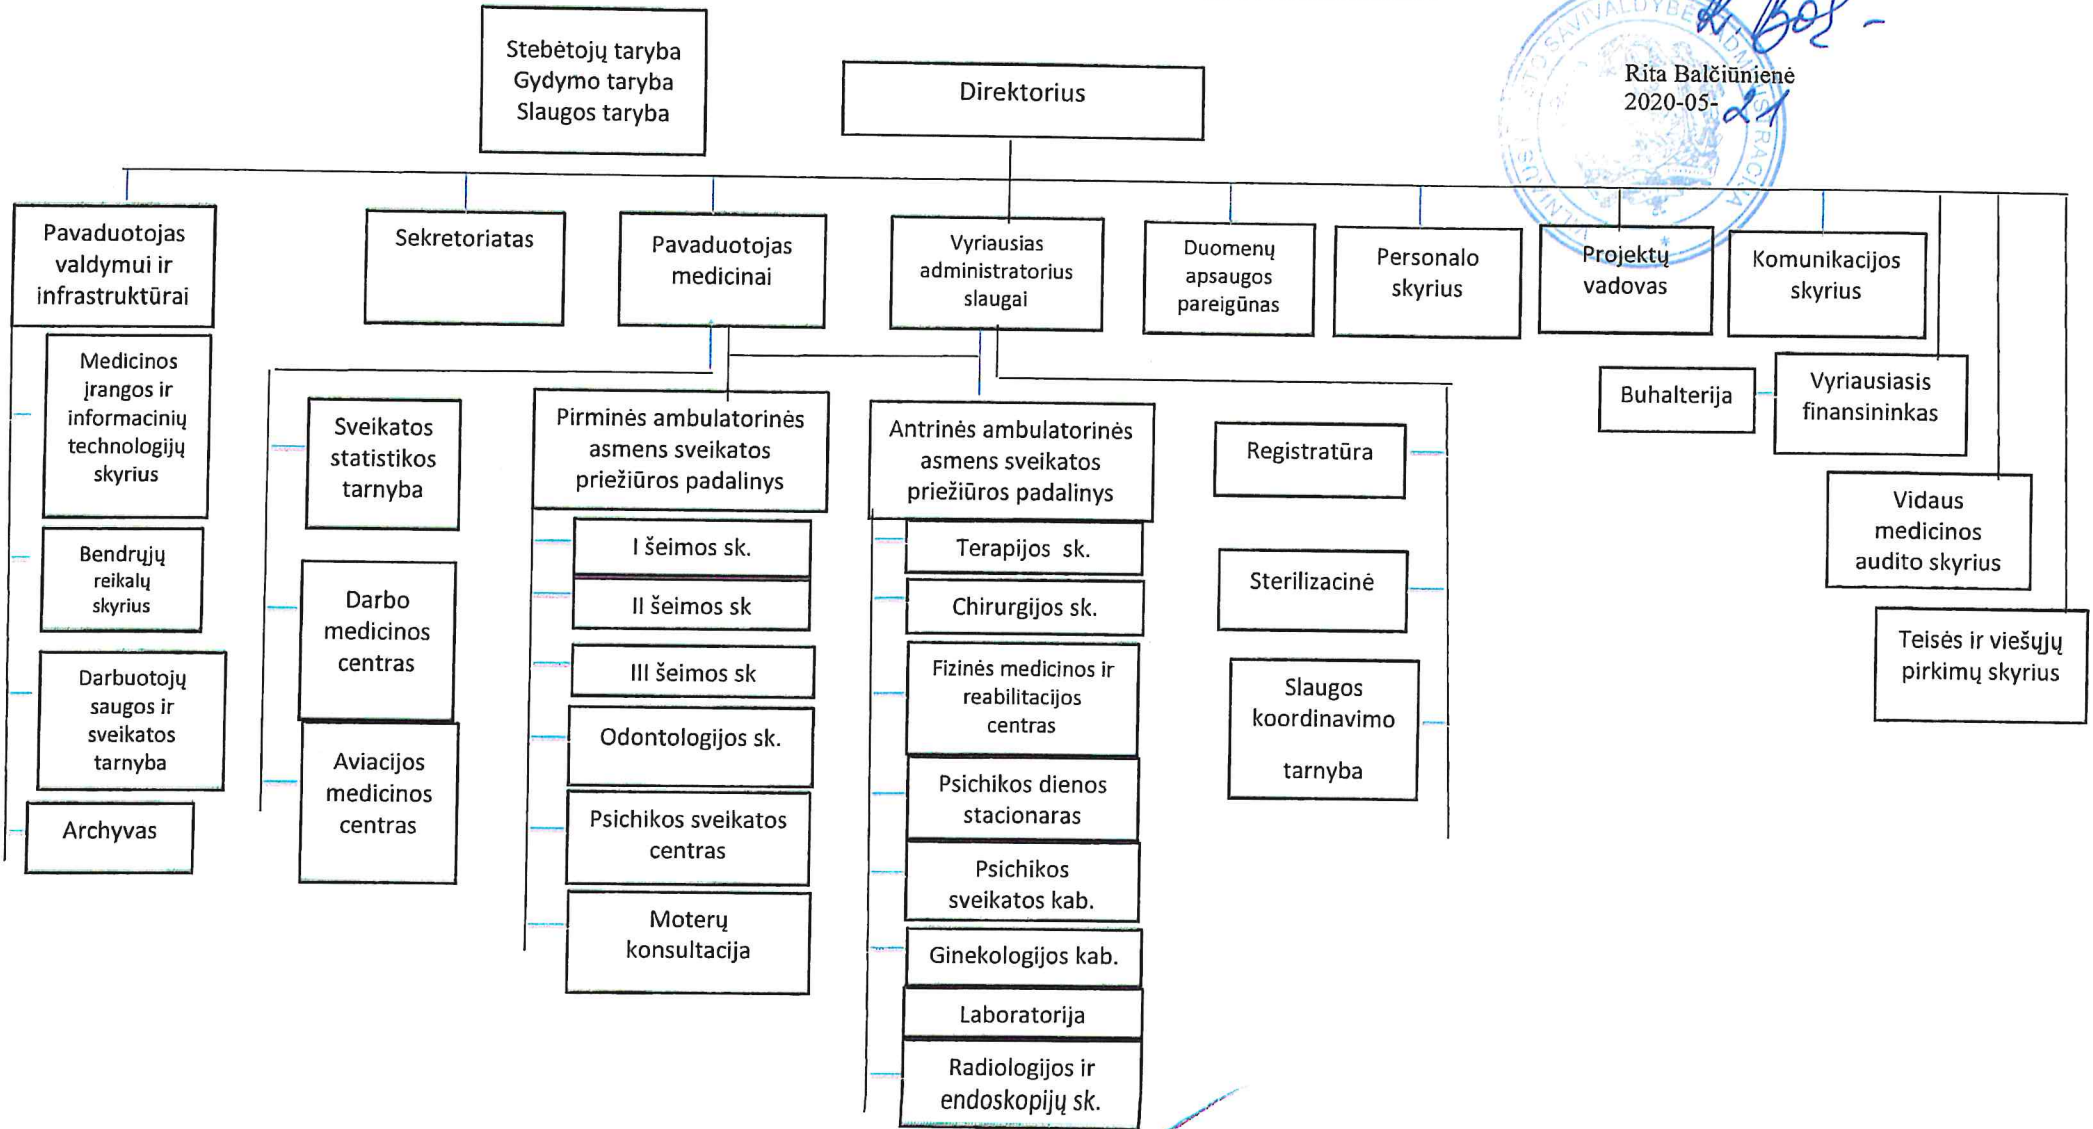 Stebėtojų taryba
Gydymo taryba
Slaugos taryba
Direktorius
Rita Balčiūnienė
2020-05-21
Pavaduotojas
valdymui ir
infrastruktūrai
Sekretoriatas
Pavaduotojas
medicinai
Vyriausias
administratorius
slaugai
Duomenų
apsaugos
pareigūnas
Personalo
skyrius
Projektų
vadovas
Komunikacijos
skyrius
Medicinos
įrangos ir
informacinių
technologijų
skyrius
Bendrųjų
reikalų
skyrius
Darbuotojų
saugos ir
sveikatos
tarnyba
Archyvas
Sveikatos
statistikos
tarnyba
Darbo
medicinos
centras
Aviacijos
medicinos
centras
Pirminės ambulatorinės
asmens sveikatos
priežiūros padalinys
I šeimos sk.
II šeimos sk
III šeimos sk
Odontologijos sk.
Psichikos sveikatos
centras
Moterų
konsultacija
Antrinės ambulatorinės
asmens sveikatos
priežiūros padalinys
Terapijos sk.
Chirurgijos sk.
Fizinės medicinos ir
reabilitacijos
centras
Psichikos dienos
stacionaras
Psichikos
sveikatos kab.
Ginekologijos kab.
Laboratorija
Radiologijos ir
endoskopijų sk.
Registratūra
Sterilizacinė
Slaugos
koordinavimo
tarnyba
Buhalterija
Vyriausiasis
finansininkas
Vidaus
medicinos
audito skyrius
Teisės ir viešųjų
pirkimų skyrius